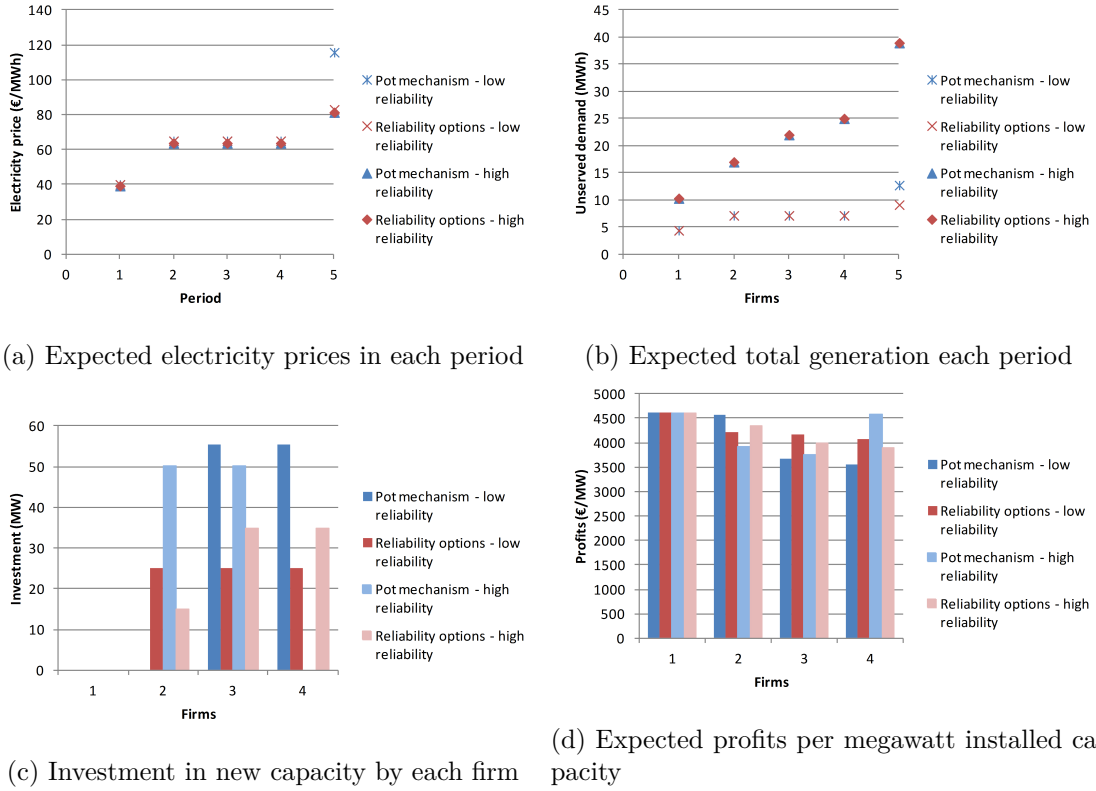 140
120
100
80
60
40
20
0
0 1 2 3 4 5
Electricity price (€/MWh)
Period
Pot mechanism - low
reliability
Reliability options - low
reliability
Pot mechanism - high
reliability
Reliability options - high
reliability
(a) Expected electricity prices in each period
45
40
35
30
25
20
15
10
5
0
0 1 2 3 4 5
Unserved demand (MWh)
Firms
Pot mechanism - low
reliability
Reliability options - low
reliability
Pot mechanism - high
reliability
Reliability options - high
reliability
(b) Expected total generation each period
60
50
40
30
20
10
0
1 2 3 4
Investment (MW)
Firms
Pot mechanism - low
reliability
Reliability options - low
reliability
Pot mechanism - high
reliability
Reliability options - high
reliability
(c) Investment in new capacity by each firm
5000
4500
4000
3500
3000
2500
2000
1500
1000
500
0
1 2 3 4
Profits (€/MW)
Firms
Pot mechanism - low
reliability
Reliability options - low
reliability
Pot mechanism - high
reliability
Reliability options - high
reliability
(d) Expected profits per megawatt installed ca
pacity